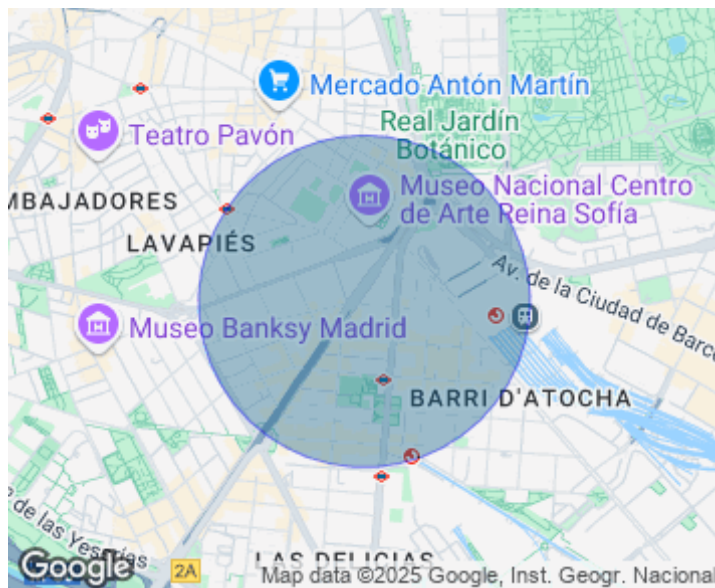 Mercado Antón Martín
Teatro Pavón
Real Jardín
Botánico
Museo Nacional Centro
de Arte Reina Sofía
MBAJADORES
LAVAPIÉS
Av. de la Ciudad de Barc
Museo Banksy Madrid
BARRI D'ATOCHA
de las Yeserías
Google
2A
LAS DELICIAS
Map data ©2025 Google, Inst. Geogr. Nacional